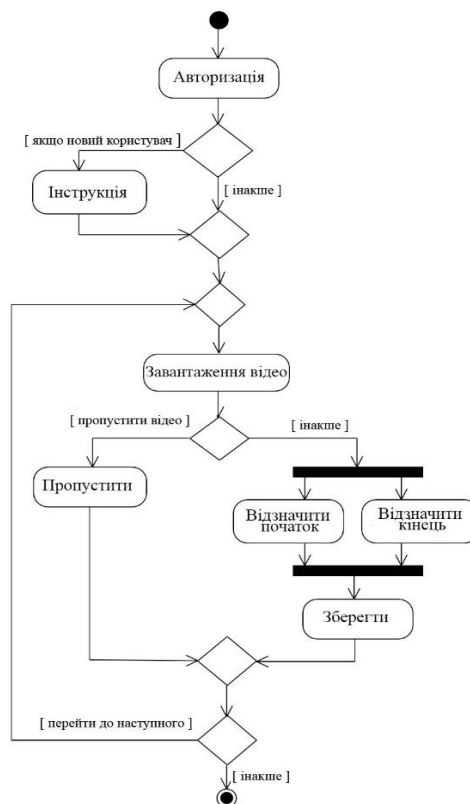 Авторизація
[ якщо новий користувач ]
[ інакше ]
Інструкція
Завантаження відео
[ пропустити відео ]
[ інакше ]
Пропустити
Відзначити
початок
Відзначити
кінець
Зберегти
[ перейти до наступного ]
[ інакше ]